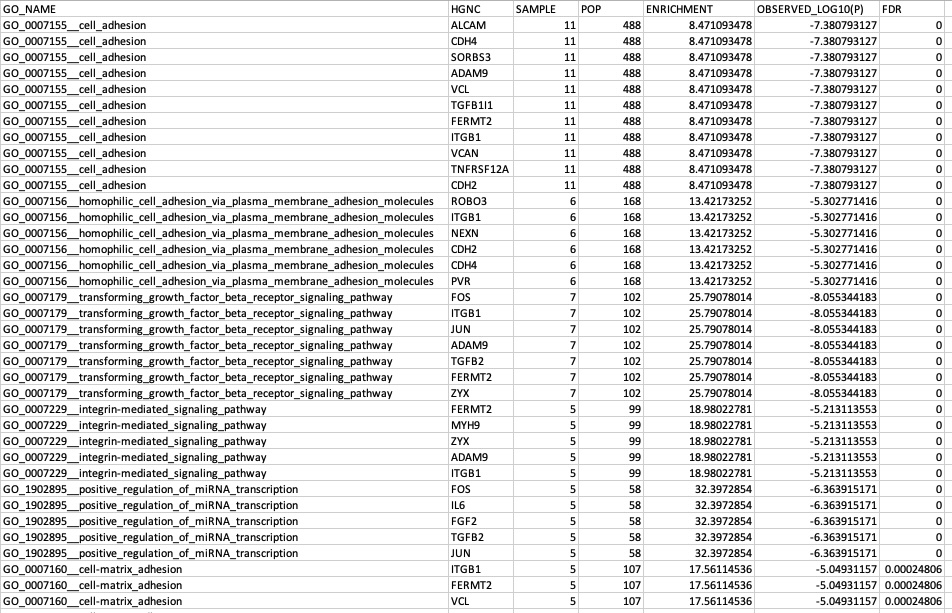 GO_NAME HGNC SAMPLE POP ENRICHMENT OBSERVED_LOG10(P) FDR
GO_0007155__cell_adhesion ALCAM 11 488 8.471093478 -7.380793127 0
GO_0007155__cell_adhesion CDH4 11 488 8.471093478 -7.380793127 0
GO_0007155__cell_adhesion SORBS3 11 488 8.471093478 -7.380793127 0
GO_0007155__cell_adhesion ADAM9 11 488 8.471093478 -7.380793127 0
GO_0007155__cell_adhesion VCL 11 488 8.471093478 -7.380793127 0
GO_0007155__cell_adhesion TGFB1I1 11 488 8.471093478 -7.380793127 0
GO_0007155__cell_adhesion FERMT2 11 488 8.471093478 -7.380793127 0
GO_0007155__cell_adhesion ITGB1 11 488 8.471093478 -7.380793127 0
GO_0007155__cell_adhesion VCAN 11 488 8.471093478 -7.380793127 0
GO_0007155__cell_adhesion TNFRSF12A 11 488 8.471093478 -7.380793127 0
GO_0007155__cell_adhesion CDH2 11 488 8.471093478 -7.380793127 0
GO_0007156__homophilic_cell_adhesion_via_plasma_membrane_adhesion_molecules ROBO3 6 168 13.42173252 -5.302771416 0
GO_0007156__homophilic_cell_adhesion_via_plasma_membrane_adhesion_molecules ITGB1 6 168 13.42173252 -5.302771416 0
GO_0007156__homophilic_cell_adhesion_via_plasma_membrane_adhesion_molecules NEXN 6 168 13.42173252 -5.302771416 0
GO_0007156__homophilic_cell_adhesion_via_plasma_membrane_adhesion_molecules CDH2 6 168 13.42173252 -5.302771416 0
GO_0007156__homophilic_cell_adhesion_via_plasma_membrane_adhesion_molecules CDH4 6 168 13.42173252 -5.302771416 0
GO_0007156__homophilic_cell_adhesion_via_plasma_membrane_adhesion_molecules PVR 6 168 13.42173252 -5.302771416 0
GO_0007179__transforming_growth_factor_beta_receptor_signaling_pathway FOS 7 102 25.79078014 -8.055344183 0
GO_0007179__transforming_growth_factor_beta_receptor_signaling_pathway ITGB1 7 102 25.79078014 -8.055344183 0
GO_0007179__transforming_growth_factor_beta_receptor_signaling_pathway JUN 7 102 25.79078014 -8.055344183 0
GO_0007179__transforming_growth_factor_beta_receptor_signaling_pathway ADAM9 7 102 25.79078014 -8.055344183 0
GO_0007179__transforming_growth_factor_beta_receptor_signaling_pathway TGFB2 7 102 25.79078014 -8.055344183 0
GO_0007179__transforming_growth_factor_beta_receptor_signaling_pathway FERMT2 7 102 25.79078014 -8.055344183 0
GO_0007179__transforming_growth_factor_beta_receptor_signaling_pathway ZYX 7 102 25.79078014 -8.055344183 0
GO_0007229__integrin-mediated_signaling_pathway FERMT2 5 99 18.98022781 -5.213113553 0
GO_0007229__integrin-mediated_signaling_pathway MYH9 5 99 18.98022781 -5.213113553 0
GO_0007229__integrin-mediated_signaling_pathway ZYX 5 99 18.98022781 -5.213113553 0
GO_0007229__integrin-mediated_signaling_pathway ADAM9 5 99 18.98022781 -5.213113553 0
GO_0007229__integrin-mediated_signaling_pathway ITGB1 5 99 18.98022781 -5.213113553 0
GO_1902895__positive_regulation_of_miRNA_transcription FOS 5 58 32.3972854 -6.363915171 0
GO_1902895__positive_regulation_of_miRNA_transcription IL6 5 58 32.3972854 -6.363915171 0
GO_1902895__positive_regulation_of_miRNA_transcription FGF2 5 58 32.3972854 -6.363915171 0
GO_1902895__positive_regulation_of_miRNA_transcription TGFB2 5 58 32.3972854 -6.363915171 0
GO_1902895__positive_regulation_of_miRNA_transcription JUN 5 58 32.3972854 -6.363915171 0
GO_0007160__cell-matrix_adhesion ITGB1 5 107 17.56114536 -5.04931157 0.00024806
GO_0007160__cell-matrix_adhesion FERMT2 5 107 17.56114536 -5.04931157 0.00024806
GO_0007160__cell-matrix_adhesion VCL 5 107 17.56114536 -5.04931157 0.00024806